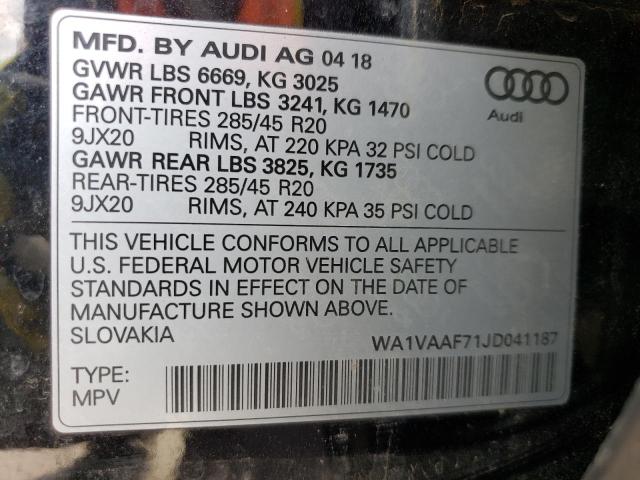 MFD. BY AUDI AG 04 18
GVWR LBS 6669, KG 3025
GAWR FRONT LBS 3241, KG 1470
FRONT-TIRES 285/45 R20
9JX20 RIMS, AT 220 KPA 32 PSI COLD
GAWR REAR LBS 3825, KG 1735
REAR-TIRES 285/45 R20
9JX20 RIMS, AT 240 KPA 35 PSI COLD
Audi
THIS VEHICLE CONFORMS TO ALL APPLICABLE
U.S. FEDERAL MOTOR VEHICLE SAFETY
STANDARDS IN EFFECT ON THE DATE OF
MANUFACTURE SHOWN ABOVE.
SLOVAKIA WA1VAAF71JD041187
TYPE:
MPV